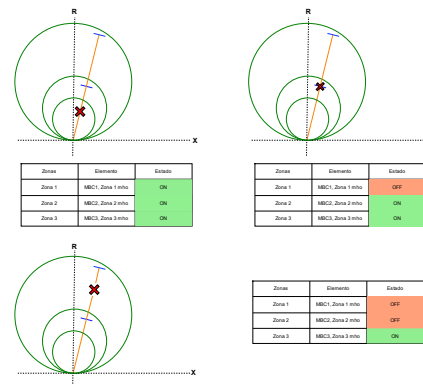 R
R
X
Zonas Elemento Estado
Zona 1 MBC1, Zona 1 mho ON
Zona 2 MBC2, Zona 2 mho ON
Zona 3 MBC3, Zona 3 mho ON
Zonas Elemento Estado
Zona 1 MBC1, Zona 1 mho OFF
Zona 2 MBC2, Zona 2 mho ON
Zona 3 MBC3, Zona 3 mho ON
R
X
Zonas Elemento Estado
Zona 1 MBC1, Zona 1 mho OFF
Zona 2 MBC2, Zona 2 mho OFF
Zona 3 MBC3, Zona 3 mho ON